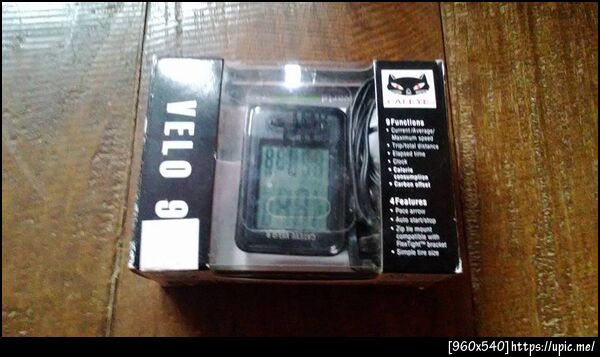 VELO 9
CATEYE
9 Functions
• Current/Average/
Maximum speed
• Trip/total distance
• Elapsed time
• Clock
• Calorie
consumption
• Carbon offset
4 Features
• Pace arrow
• Auto start/stop
• Zip tie mount
compatible with
FlexTight™ bracket
• Simple tire size
[960x540]https://upic.me/